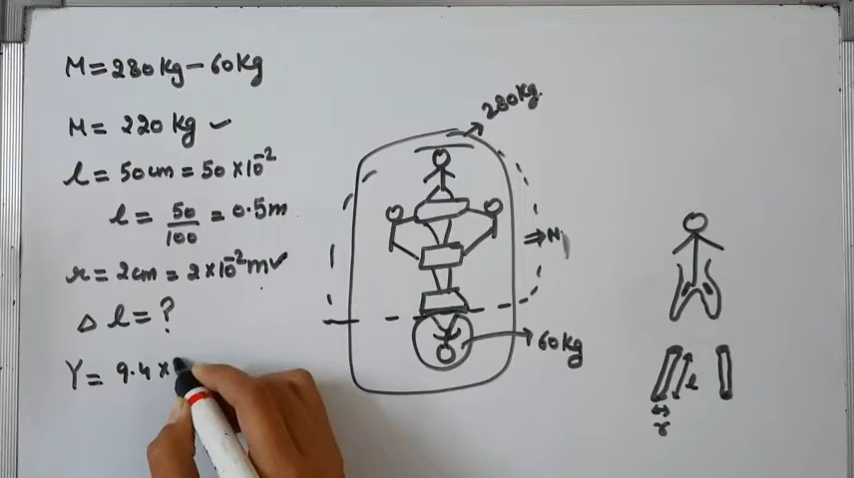 M = 280 kg - 60 kg
M = 220 kg ✓
l = 50 cm = 50 × 10⁻²
l = 50/100 = 0.5 m
r = 2 cm = 2 × 10⁻² m ✓
Δ l = ?
Y = 9.4 ×
280 kg.
⇒ M
60 kg
l
r